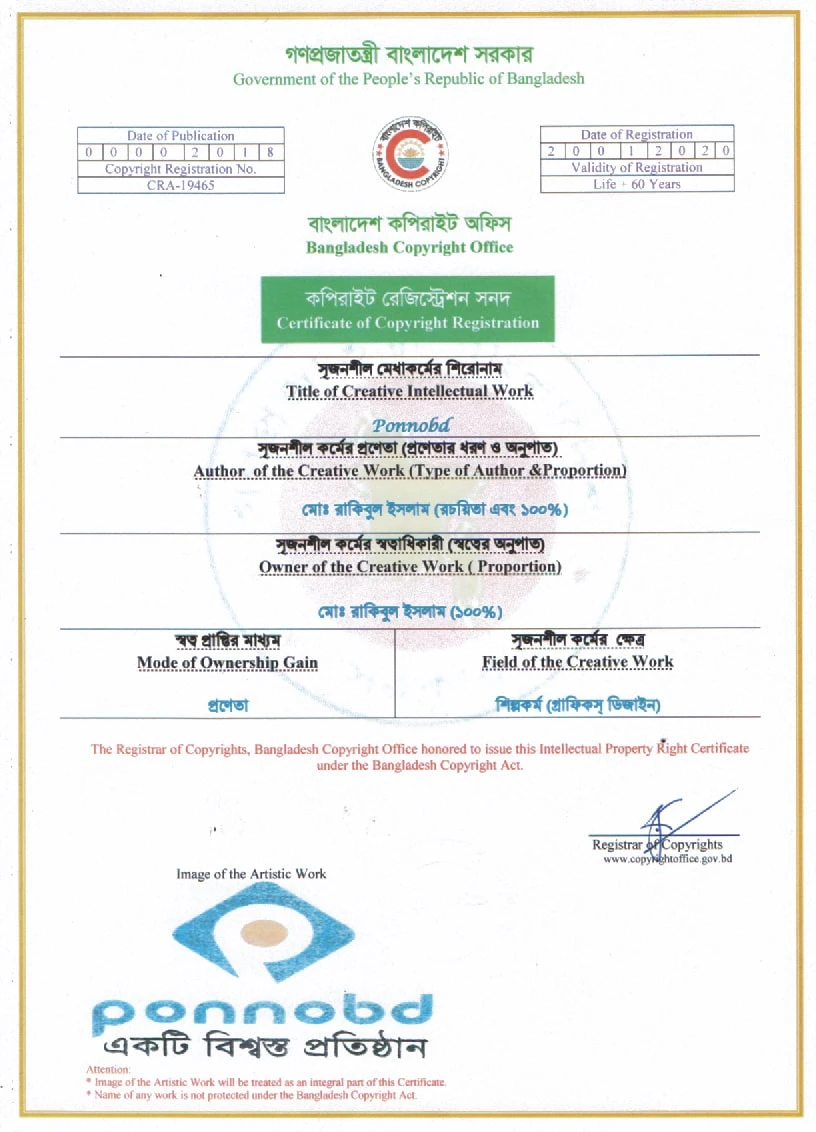 গণপ্রজাতন্ত্রী বাংলাদেশ সরকার
Government of the People's Republic of Bangladesh
Date of Publication
0 0 0 0 2 0 1 8
Copyright Registration No.
CRA-19465
বাংলাদেশ কপিরাইট
BANGLADESH COPYRIGHT
Date of Registration
2 0 0 1 2 0 2 0
Validity of Registration
Life + 60 Years
বাংলাদেশ কপিরাইট অফিস
Bangladesh Copyright Office
কপিরাইট রেজিস্ট্রেশন সনদ
Certificate of Copyright Registration
সৃজনশীল মেধাকর্মের শিরোনাম
Title of Creative Intellectual Work
Ponnobd
সৃজনশীল কর্মের প্রণেতা (প্রণেতার ধরণ ও অনুপাত)
Author of the Creative Work (Type of Author &Proportion)
মোঃ রাকিবুল ইসলাম (রচয়িতা এবং ১০০%)
সৃজনশীল কর্মের স্বত্বাধিকারী (স্বত্বের অনুপাত)
Owner of the Creative Work ( Proportion)
মোঃ রাকিবুল ইসলাম (১০০%)
স্বত্ব প্রাপ্তির মাধ্যম
Mode of Ownership Gain
প্রণেতা
সৃজনশীল কর্মের ক্ষেত্র
Field of the Creative Work
শিল্পকর্ম (গ্রাফিকস্ ডিজাইন)
The Registrar of Copyrights, Bangladesh Copyright Office honored to issue this Intellectual Property Right Certificate
under the Bangladesh Copyright Act.
Registrar of Copyrights
www.copyrightoffice.gov.bd
Image of the Artistic Work
ponnobd
একটি বিশ্বস্ত প্রতিষ্ঠান
Attention:
* Image of the Artistic Work will be treated as an integral part of this Certificate.
* Name of any work is not protected under the Bangladesh Copyright Act.